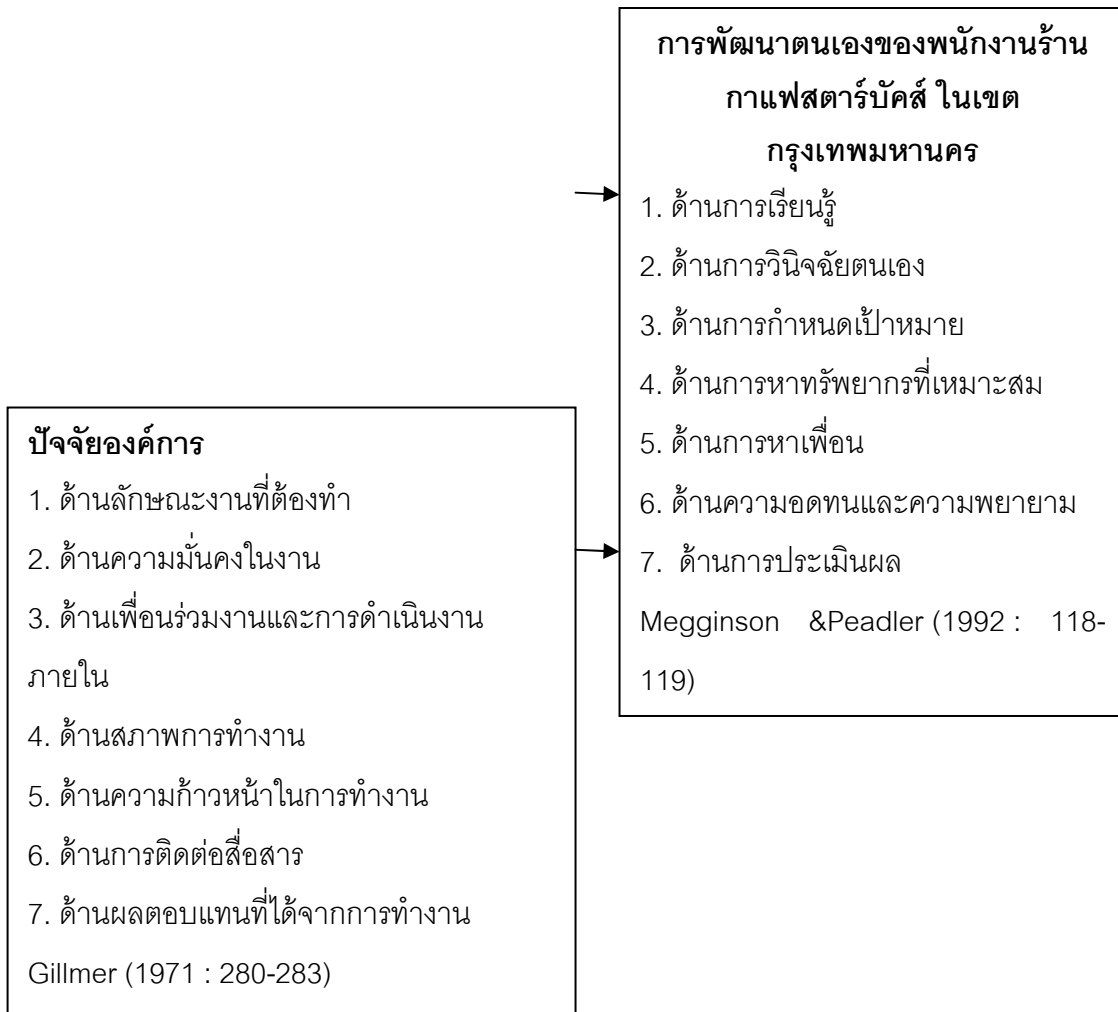 การพัฒนาตนเองของพนักงานร้าน
กาแฟสตาร์บัคส์ ในเขต
กรุงเทพมหานคร
1. ด้านการเรียนรู้
2. ด้านการวินิจฉัยตนเอง
3. ด้านการกำหนดเป้าหมาย
4. ด้านการหาทรัพยากรที่เหมาะสม
5. ด้านการหาเพื่อน
6. ด้านความอดทนและความพยายาม
7. ด้านการประเมินผล
Megginson &Peadler (1992 : 118-
119)
ปัจจัยองค์การ
1. ด้านลักษณะงานที่ต้องทำ
2. ด้านความมั่นคงในงาน
3. ด้านเพื่อนร่วมงานและการดำเนินงาน
ภายใน
4. ด้านสภาพการทำงาน
5. ด้านความก้าวหน้าในการทำงาน
6. ด้านการติดต่อสื่อสาร
7. ด้านผลตอบแทนที่ได้จากการทำงาน
Gillmer (1971 : 280-283)